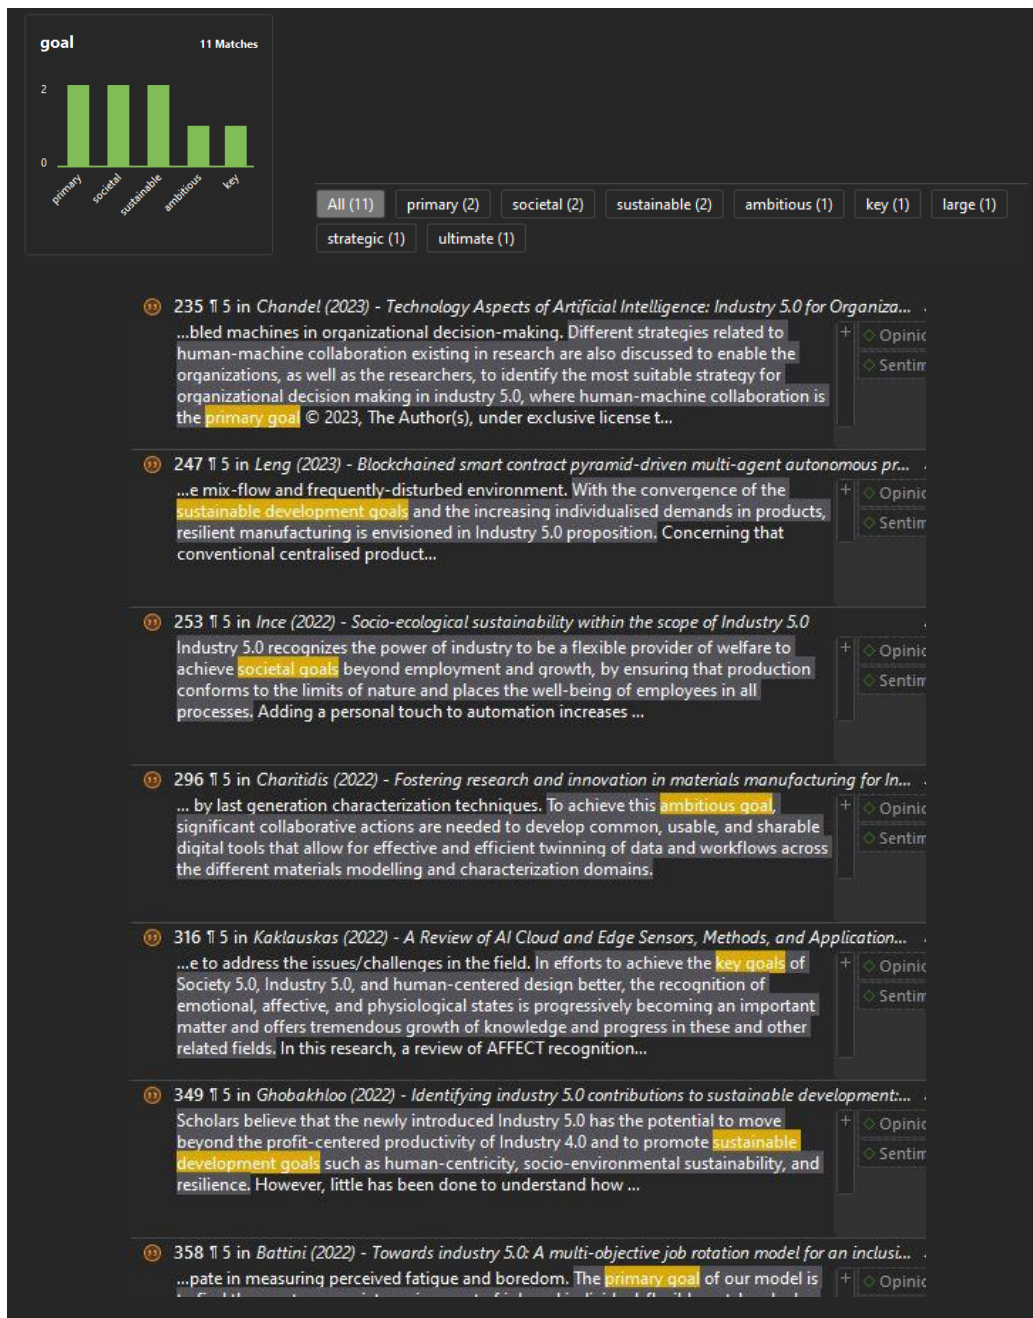 goal
11 Matches
2
0
primary
societal
sustainable
ambitious
key
All (11)
primary (2)
societal (2)
sustainable (2)
ambitious (1)
key (1)
large (1)
strategic (1)
ultimate (1)
235 ¶ 5 in Chandel (2023) - Technology Aspects of Artificial Intelligence: Industry 5.0 for Organiza...
...bled machines in organizational decision-making. Different strategies related to
human-machine collaboration existing in research are also discussed to enable the
organizations, as well as the researchers, to identify the most suitable strategy for
organizational decision making in industry 5.0, where human-machine collaboration is
the primary goal © 2023, The Author(s), under exclusive license t...
+
Opinic
Sentim
247 ¶ 5 in Leng (2023) - Blockchained smart contract pyramid-driven multi-agent autonomous pr...
...e mix-flow and frequently-disturbed environment. With the convergence of the
sustainable development goals and the increasing individualised demands in products,
resilient manufacturing is envisioned in Industry 5.0 proposition. Concerning that
conventional centralised product...
+
Opinic
Sentim
253 ¶ 5 in Ince (2022) - Socio-ecological sustainability within the scope of Industry 5.0
Industry 5.0 recognizes the power of industry to be a flexible provider of welfare to
achieve societal goals beyond employment and growth, by ensuring that production
conforms to the limits of nature and places the well-being of employees in all
processes. Adding a personal touch to automation increases ...
+
Opinic
Sentim
296 ¶ 5 in Charitidis (2022) - Fostering research and innovation in materials manufacturing for In...
... by last generation characterization techniques. To achieve this ambitious goal,
significant collaborative actions are needed to develop common, usable, and sharable
digital tools that allow for effective and efficient twinning of data and workflows across
the different materials modelling and characterization domains.
+
Opinic
Sentim
316 ¶ 5 in Kaklauskas (2022) - A Review of AI Cloud and Edge Sensors, Methods, and Application...
...e to address the issues/challenges in the field. In efforts to achieve the key goals of
Society 5.0, Industry 5.0, and human-centered design better, the recognition of
emotional, affective, and physiological states is progressively becoming an important
matter and offers tremendous growth of knowledge and progress in these and other
related fields. In this research, a review of AFFECT recognition...
+
Opinic
Sentim
349 ¶ 5 in Ghobakhloo (2022) - Identifying industry 5.0 contributions to sustainable development:...
Scholars believe that the newly introduced Industry 5.0 has the potential to move
beyond the profit-centered productivity of Industry 4.0 and to promote sustainable
development goals such as human-centricity, socio-environmental sustainability, and
resilience. However, little has been done to understand how ...
+
Opinic
Sentim
358 ¶ 5 in Battini (2022) - Towards industry 5.0: A multi-objective job rotation model for an inclusi...
...pate in measuring perceived fatigue and boredom. The primary goal of our model is
+
Opinic